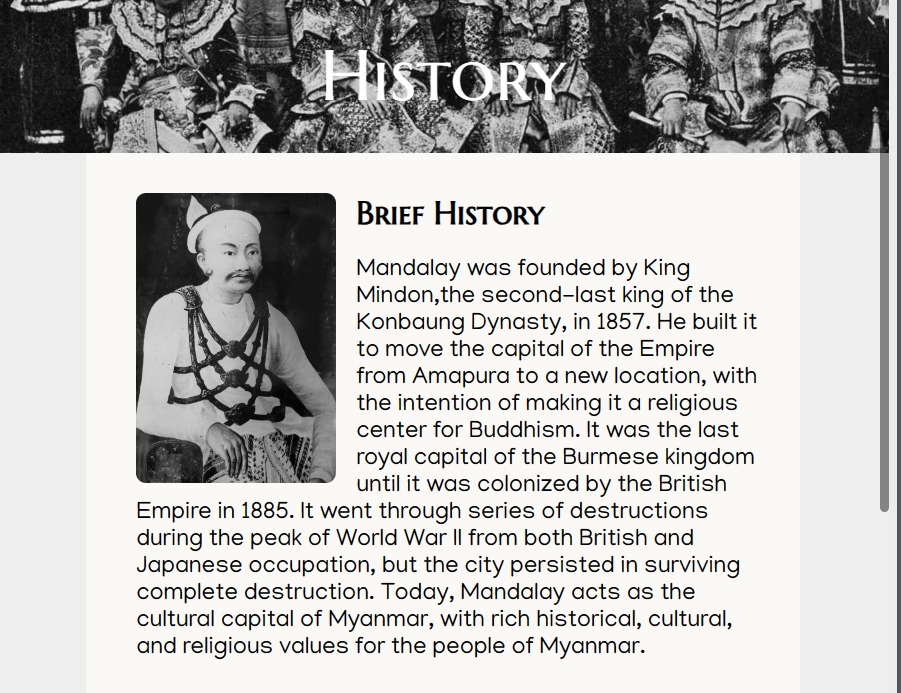 History
Brief History
Mandalay was founded by King
Mindon,the second-last king of the
Konbaung Dynasty, in 1857. He built it
to move the capital of the Empire
from Amapura to a new location, with
the intention of making it a religious
center for Buddhism. It was the last
royal capital of the Burmese kingdom
until it was colonized by the British
Empire in 1885. It went through series of destructions
during the peak of World War II from both British and
Japanese occupation, but the city persisted in surviving
complete destruction. Today, Mandalay acts as the
cultural capital of Myanmar, with rich historical, cultural,
and religious values for the people of Myanmar.